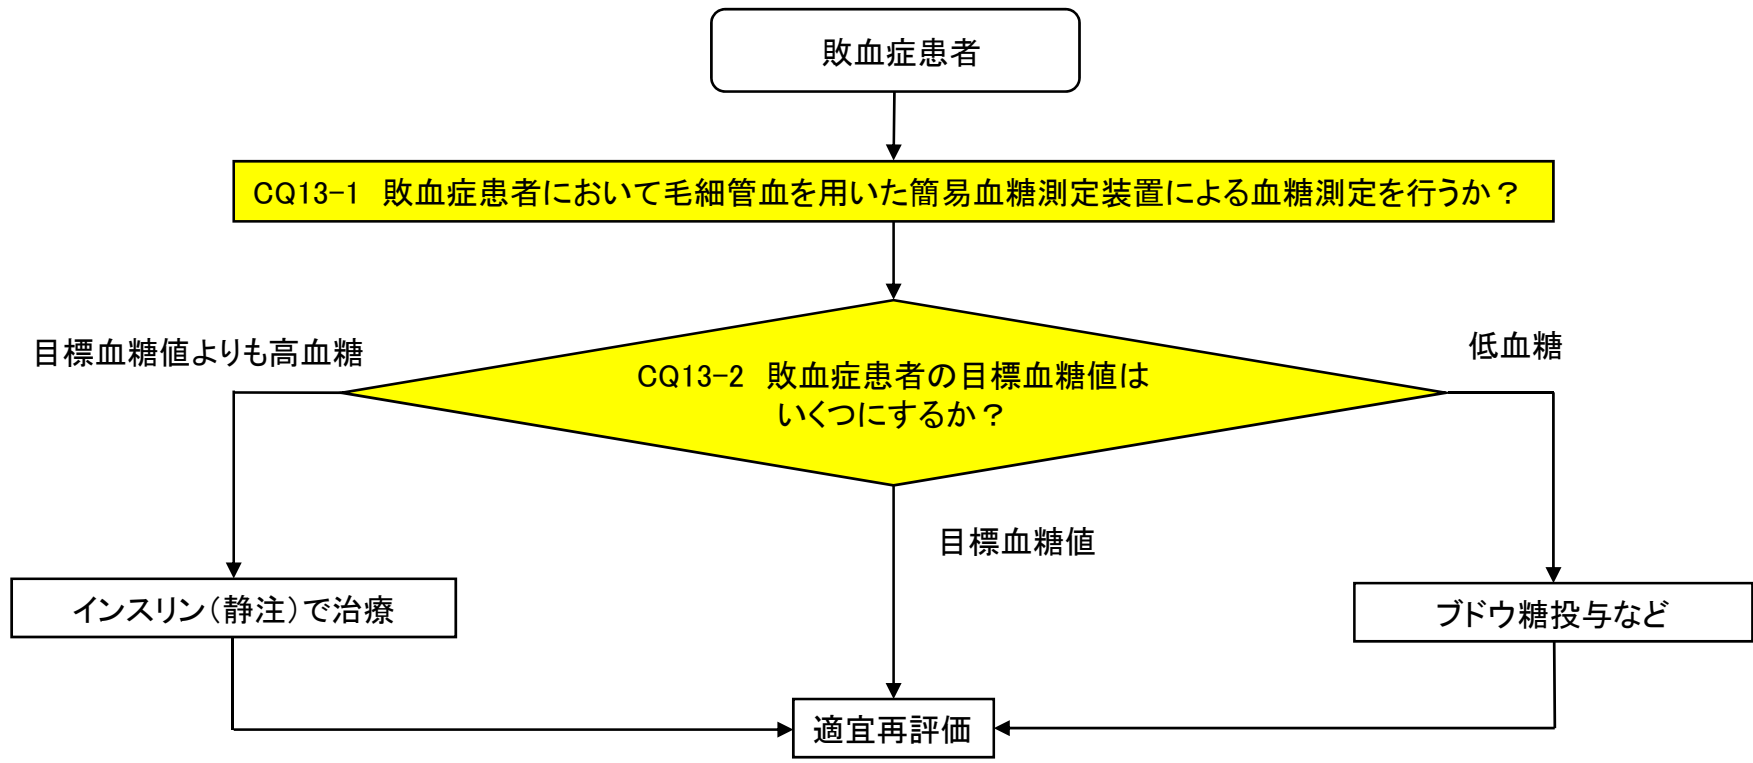 敗血症患者
CQ13-1　敗血症患者において毛細管血を用いた簡易血糖測定装置による血糖測定を行うか？
目標血糖値よりも高血糖
低血糖
CQ13-2　敗血症患者の目標血糖値は
いくつにするか？
目標血糖値
インスリン（静注）で治療
ブドウ糖投与など
適宜再評価